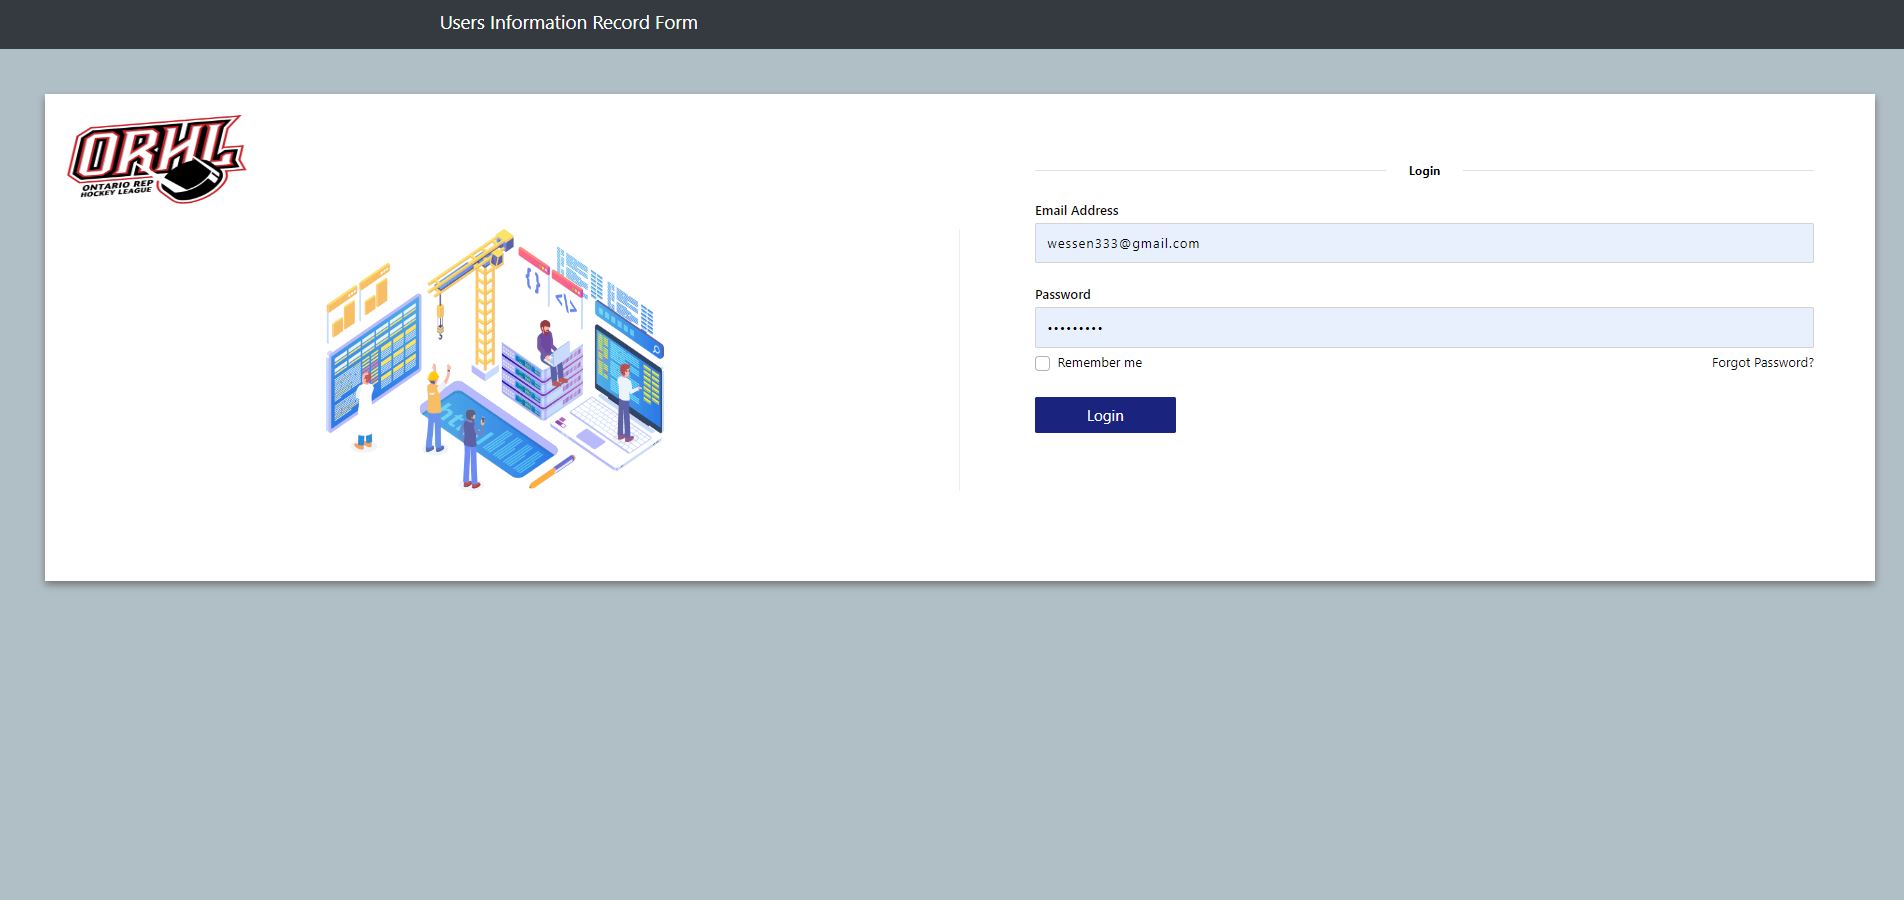 Users Information Record Form
ORHL
ONTARIO REP
HOCKEY LEAGUE
{}
</>
html
Login
Email Address
wessen333@gmail.com
Password
•••••••••
Remember me
Forgot Password?
Login